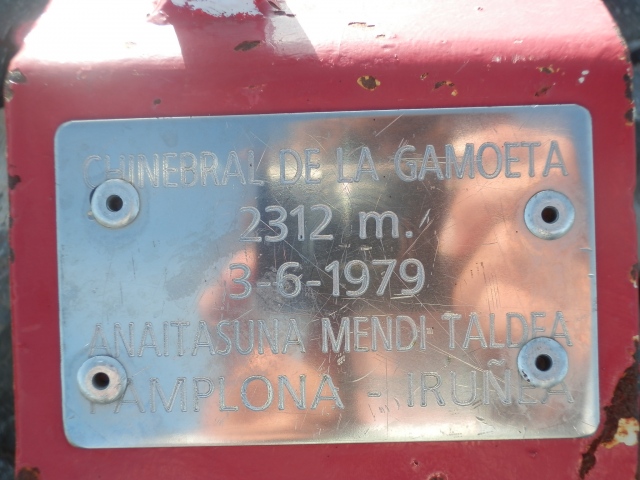 CHINEBRAL DE LA GAMOETA
2312 m.
3-6-1979
ANAITASUNA MENDI TALDEA
PAMPLONA - IRUÑEA